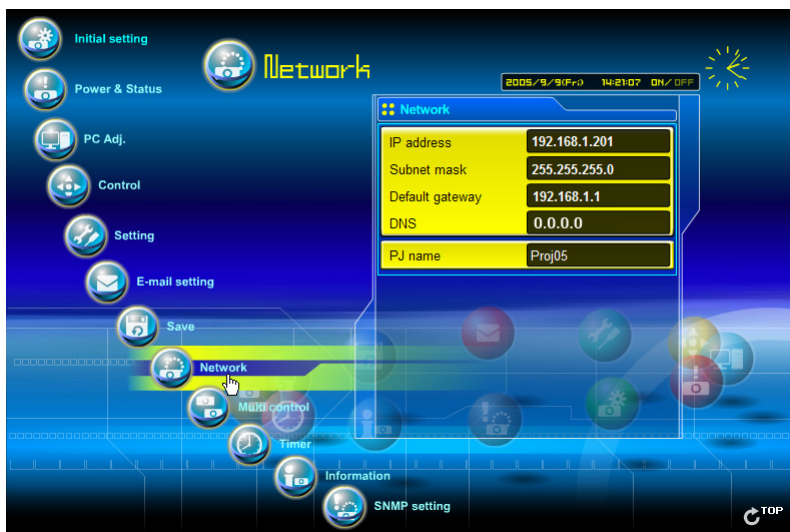 Initial setting
Power & Status
PC Adj.
Control
Setting
E-mail setting
Save
Network
Multi control
Timer
Information
SNMP setting
Network
2005/9/9(Fri) 14:21:07 ON/OFF
Network
IP address 192.168.1.201
Subnet mask 255.255.255.0
Default gateway 192.168.1.1
DNS 0.0.0.0
PJ name Proj05
TOP